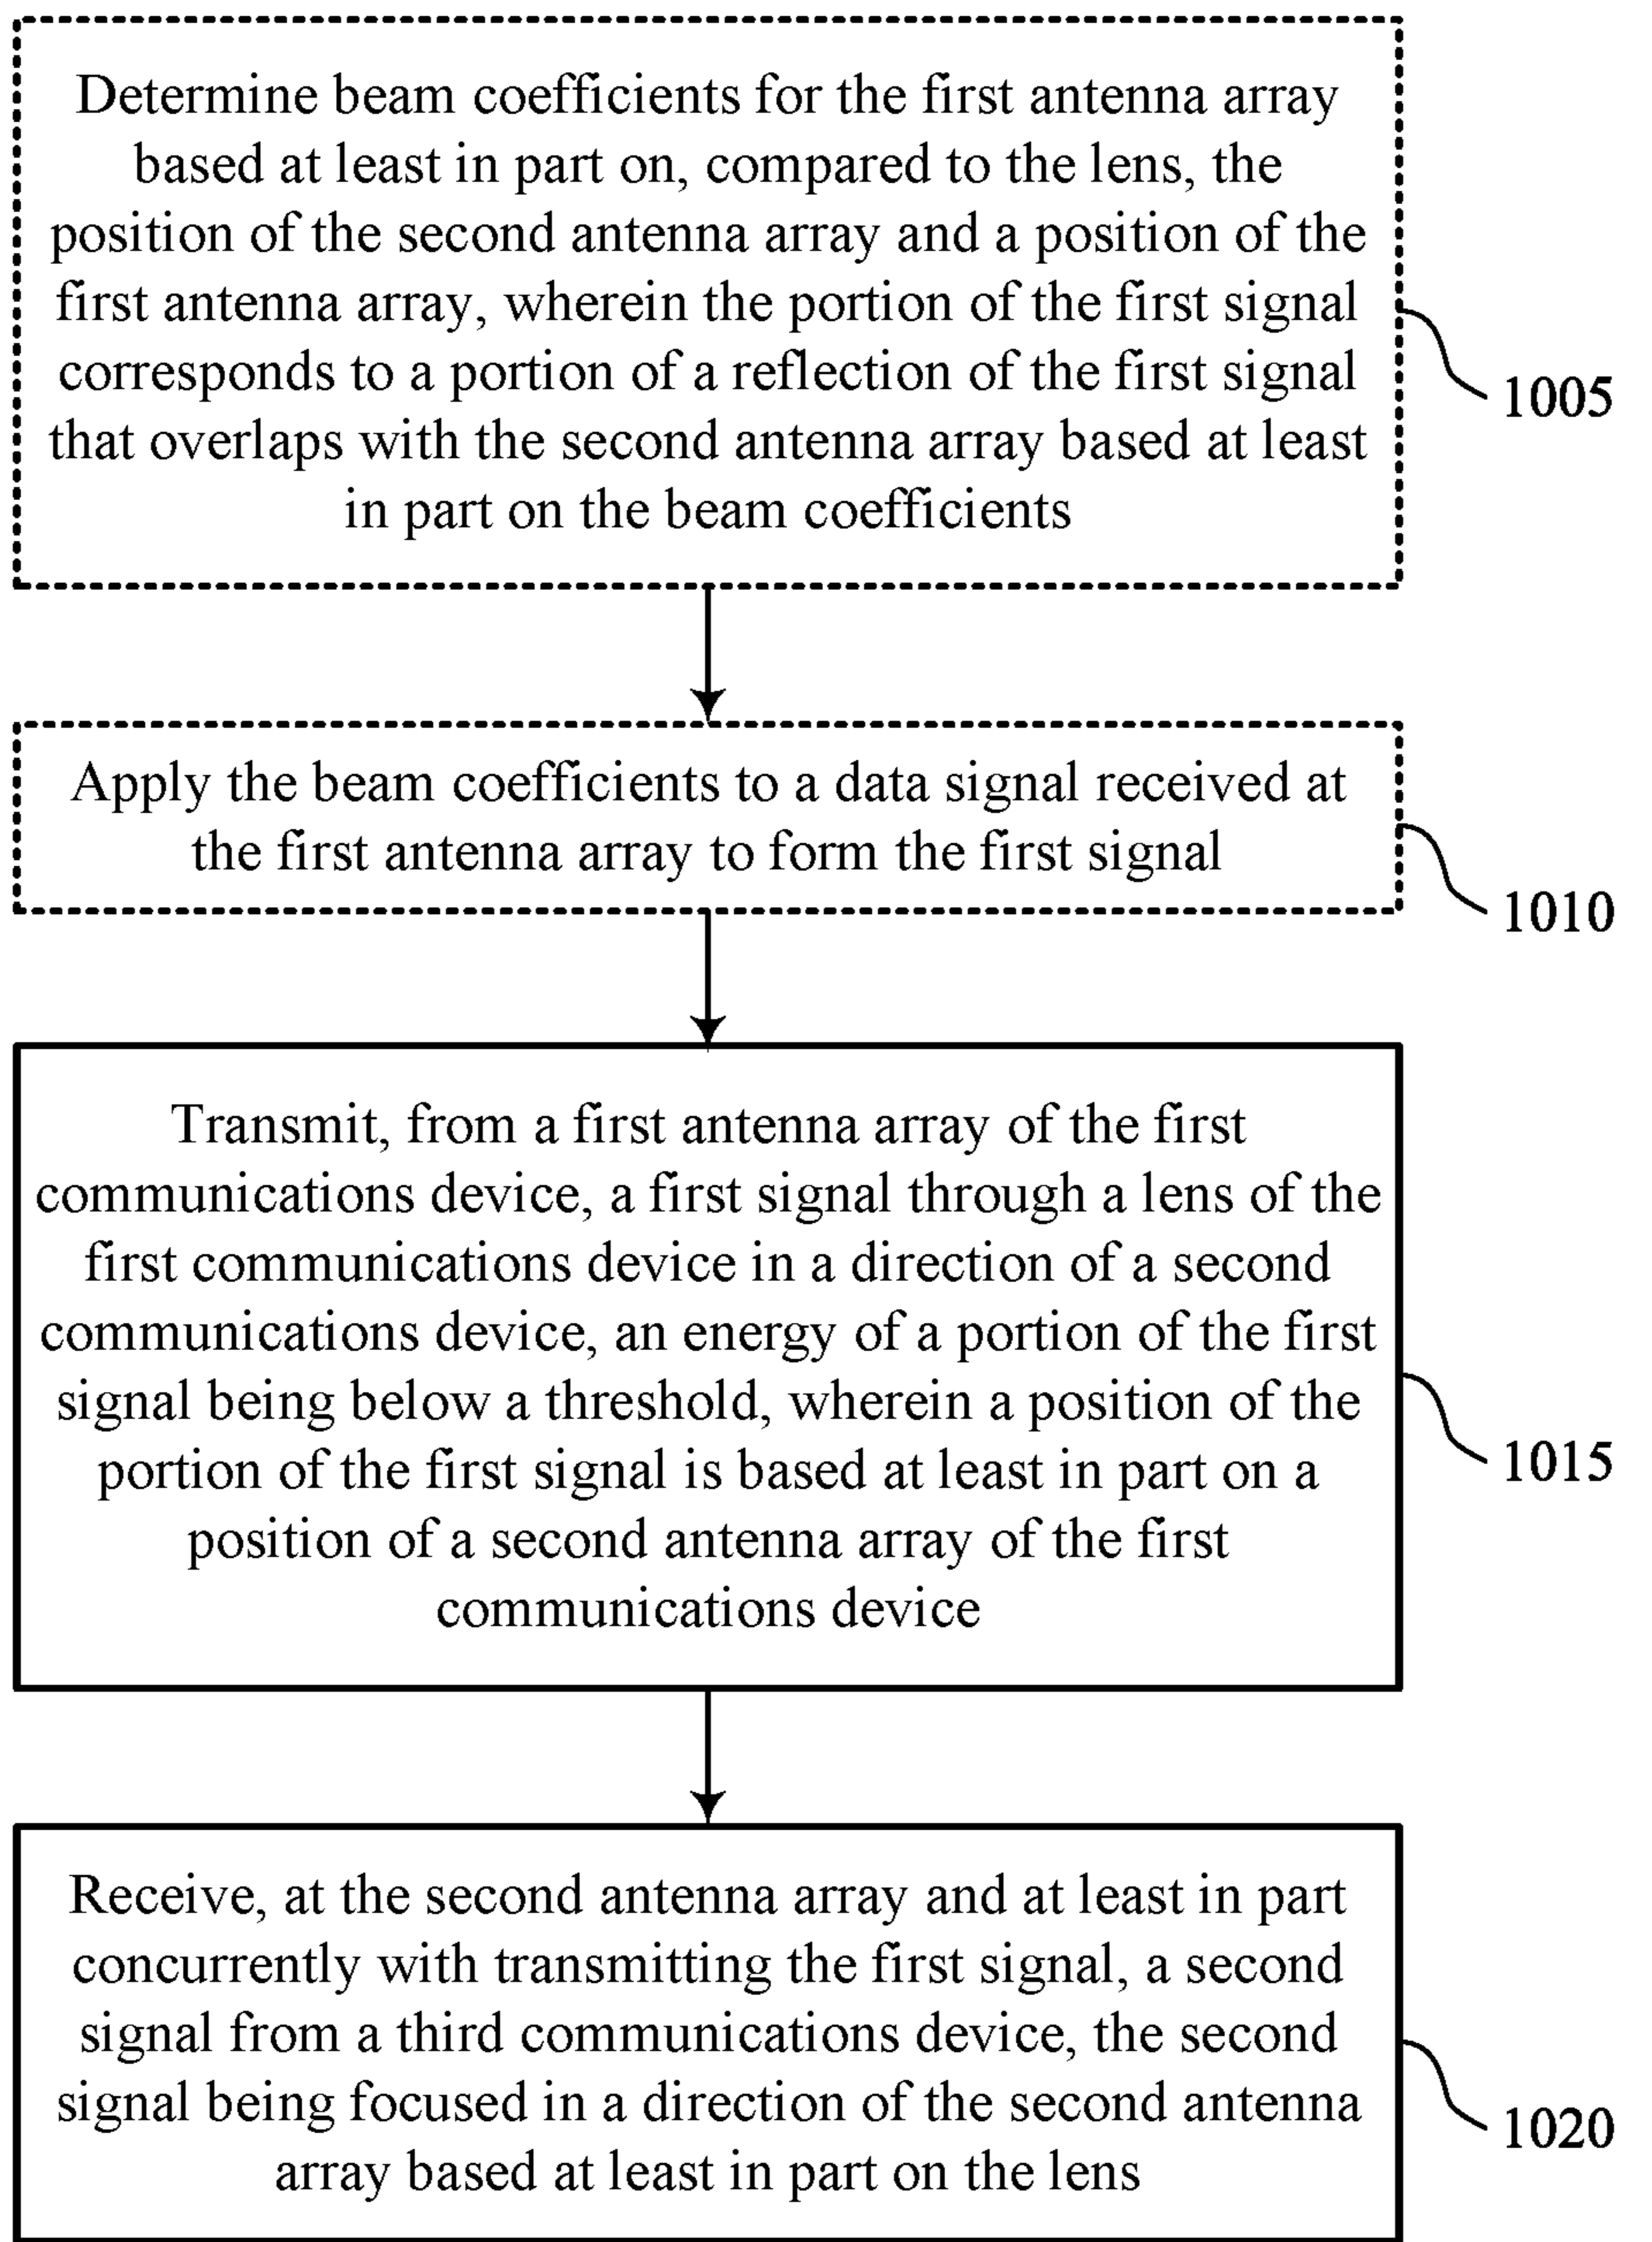 Determine beam coefficients for the first antenna array
based at least in part on, compared to the lens, the
position of the second antenna array and a position of the
first antenna array, wherein the portion of the first signal
corresponds to a portion of a reflection of the first signal
that overlaps with the second antenna array based at least
in part on the beam coefficients
1005
Apply the beam coefficients to a data signal received at
the first antenna array to form the first signal
1010
Transmit, from a first antenna array of the first
communications device, a first signal through a lens of the
first communications device in a direction of a second
communications device, an energy of a portion of the first
signal being below a threshold, wherein a position of the
portion of the first signal is based at least in part on a
position of a second antenna array of the first
communications device
1015
Receive, at the second antenna array and at least in part
concurrently with transmitting the first signal, a second
signal from a third communications device, the second
signal being focused in a direction of the second antenna
array based at least in part on the lens
1020